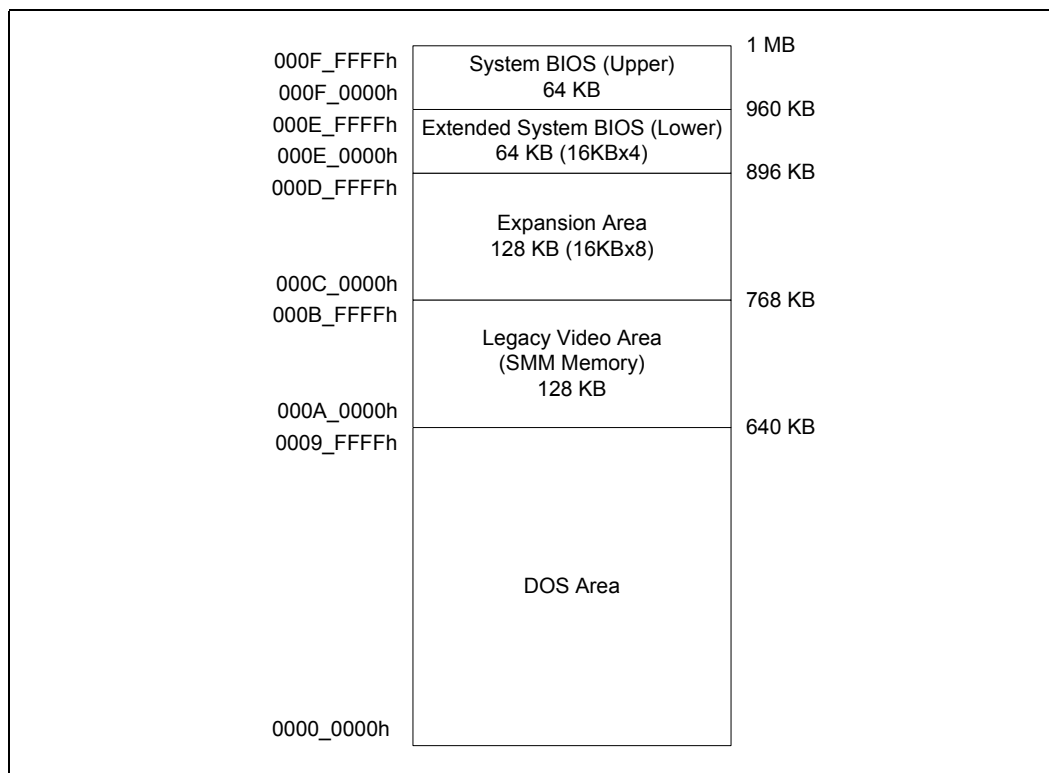 1 MB
000F_FFFFh
System BIOS (Upper)
64 KB
000F_0000h
960 KB
000E_FFFFh
Extended System BIOS (Lower)
64 KB (16KBx4)
000E_0000h
896 KB
000D_FFFFh
Expansion Area
128 KB (16KBx8)
000C_0000h
768 KB
000B_FFFFh
Legacy Video Area
(SMM Memory)
128 KB
000A_0000h
640 KB
0009_FFFFh
DOS Area
0000_0000h